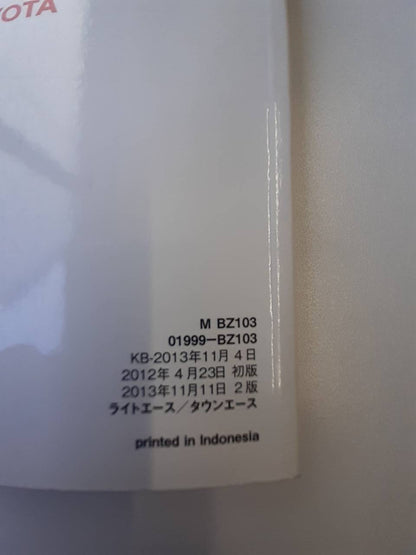 YOTA
M BZ103
01999-BZ103
KB-2013年11月 4日
2012年 4月23日 初版
2013年11月11日 2版
ライトエース/タウンエース
printed in Indonesia